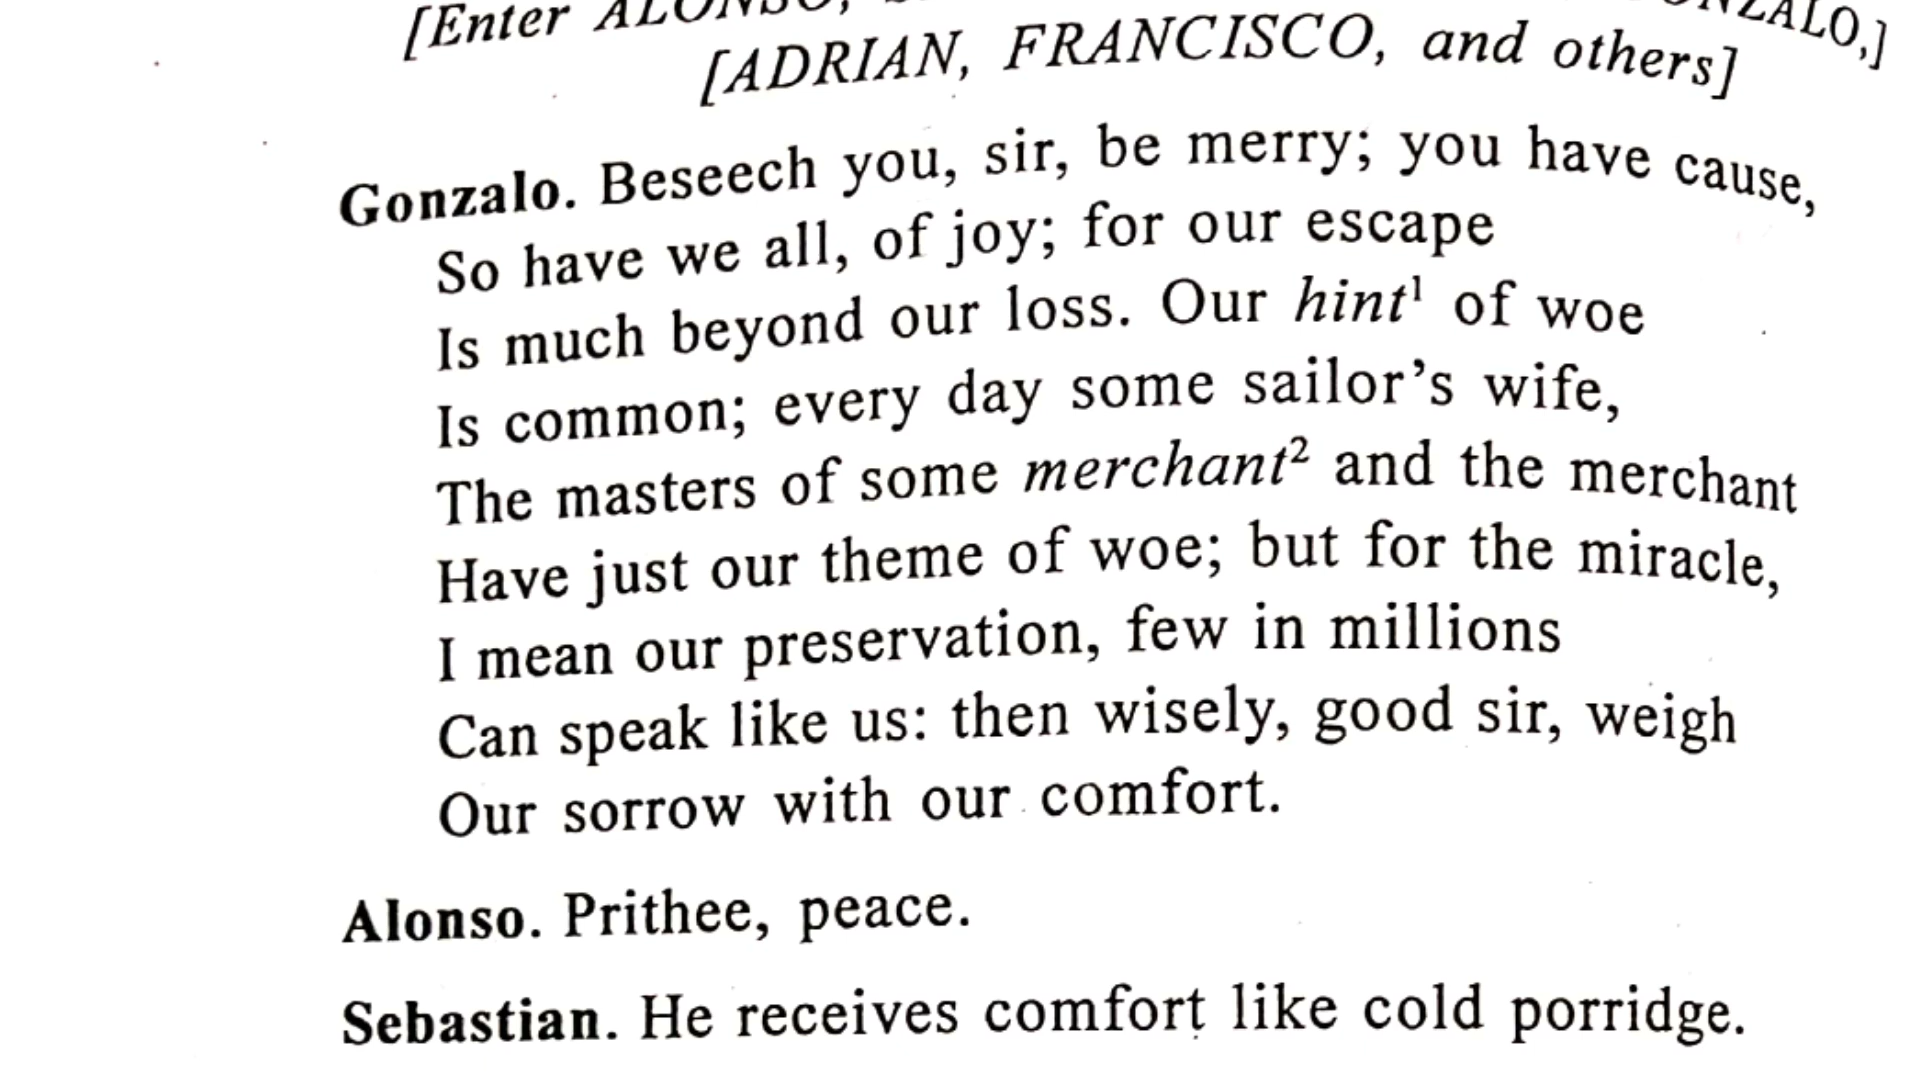 [Enter ALONSO,
[ADRIAN, FRANCISCO, and others]
Gonzalo. Beseech you, sir, be merry; you have cause,
So have we all, of joy; for our escape
Is much beyond our loss. Our hint¹ of woe
Is common; every day some sailor’s wife,
The masters of some merchant² and the merchant
Have just our theme of woe; but for the miracle,
I mean our preservation, few in millions
Can speak like us: then wisely, good sir, weigh
Our sorrow with our comfort.
Alonso. Prithee, peace.
Sebastian. He receives comfort like cold porridge.